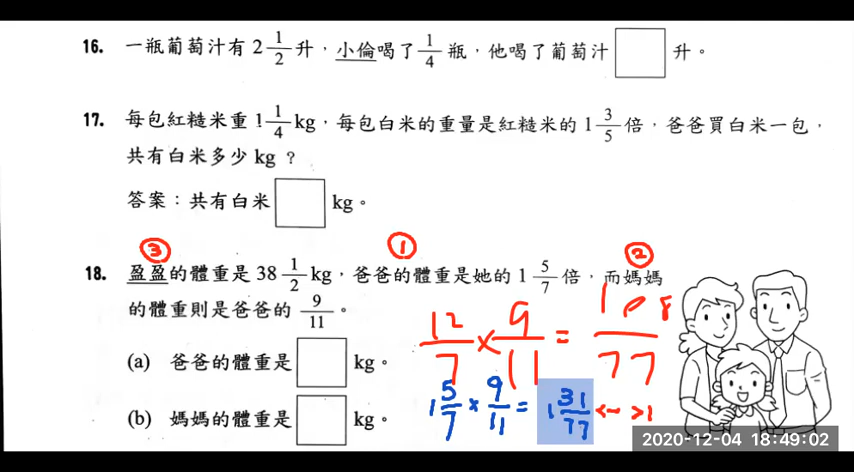 16. 一瓶葡萄汁有 2 1/2 升，小倫喝了 1/4 瓶，他喝了葡萄汁 □ 升。
17. 每包紅糙米重 1 1/4 kg，每包白米的重量是紅糙米的 1 3/5 倍，爸爸買白米一包，
共有白米多少 kg？
答案：共有白米 □ kg。
③ ① ②
18. 盈盈的體重是 38 1/2 kg，爸爸的體重是她的 1 5/7 倍，而媽媽
的體重則是爸爸的 9/11。
12/7 × 9/11 = 108/77
(a) 爸爸的體重是 □ kg。
1 5/7 × 9/11 = 1 31/77 <~ >1
(b) 媽媽的體重是 □ kg。
2020-12-04 18:49:02